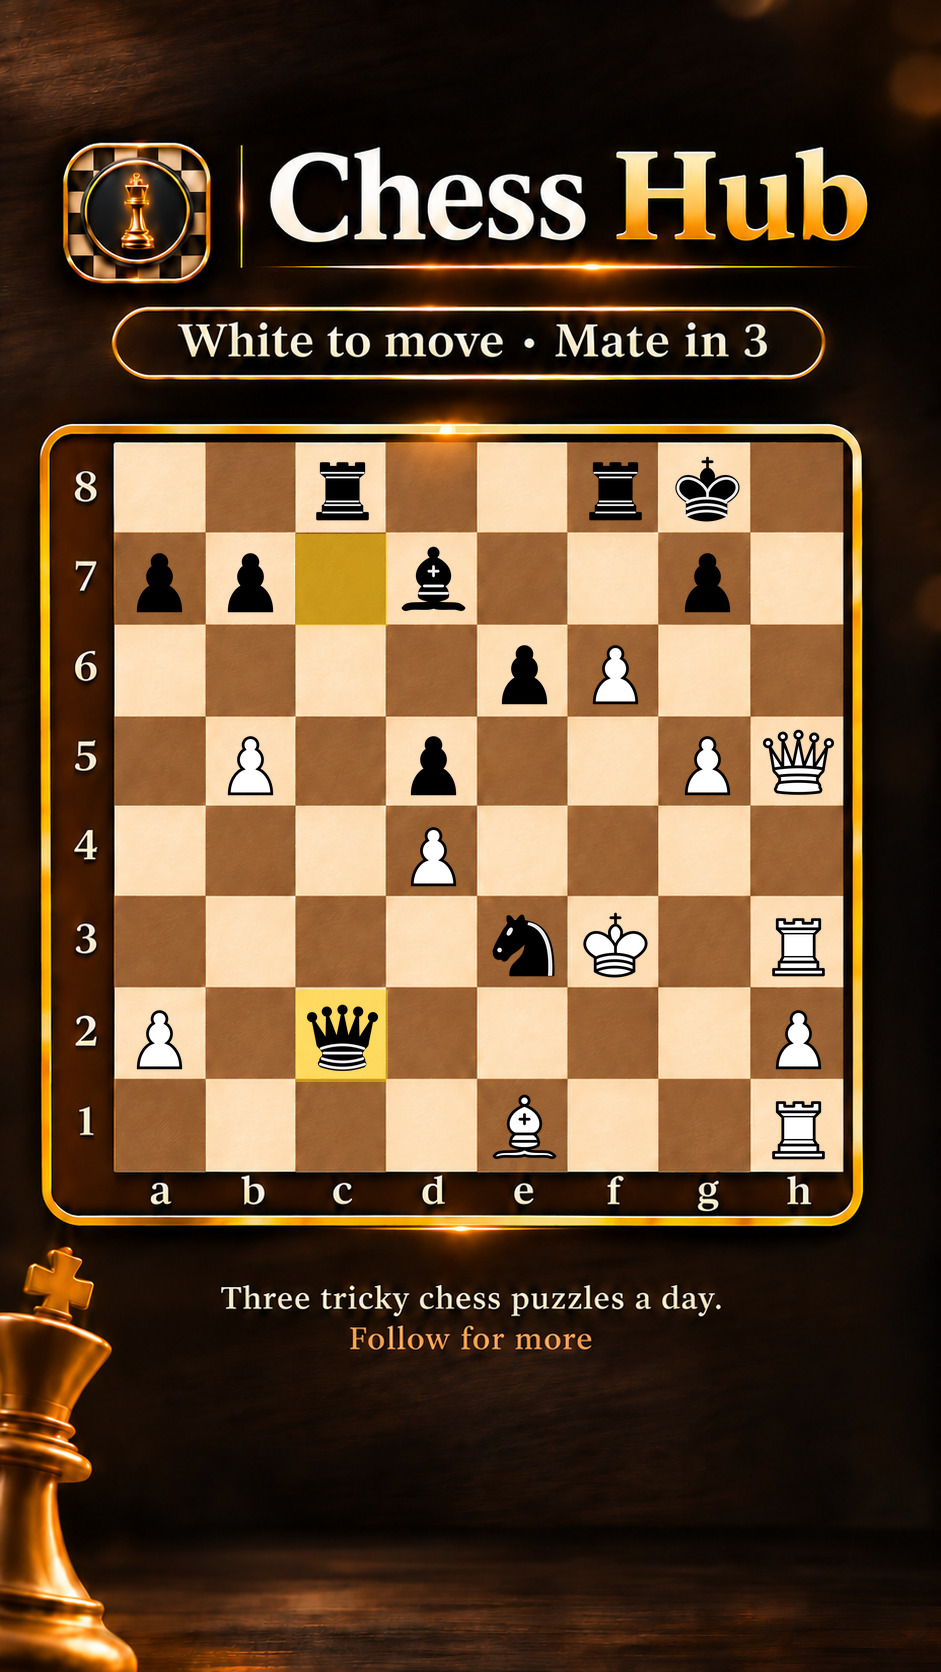 Chess Hub
White to move • Mate in 3
8
7
6
5
4
3
2
1
a b c d e f g h
Three tricky chess puzzles a day.
Follow for more